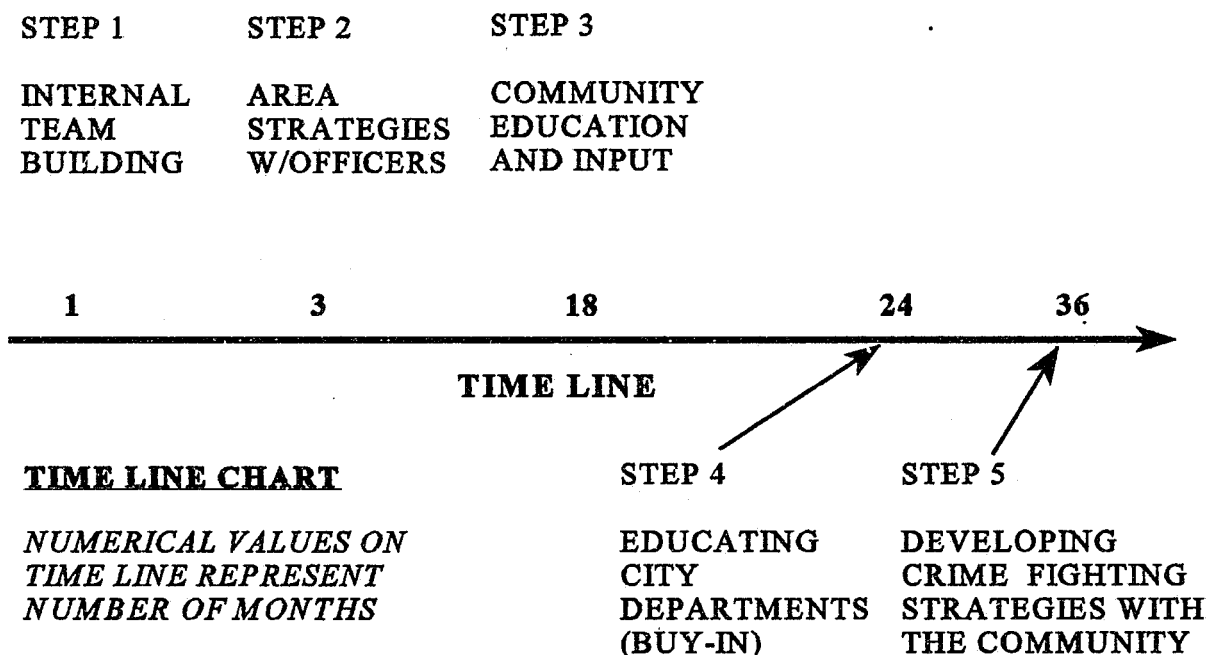 STEP 1 STEP 2 STEP 3
INTERNAL AREA COMMUNITY
TEAM STRATEGIES EDUCATION
BUILDING W/OFFICERS AND INPUT
1 3 18 24 36
TIME LINE
TIME LINE CHART STEP 4 STEP 5
NUMERICAL VALUES ON EDUCATING DEVELOPING
TIME LINE REPRESENT CITY CRIME FIGHTING
NUMBER OF MONTHS DEPARTMENTS STRATEGIES WITH
(BUY-IN) THE COMMUNITY